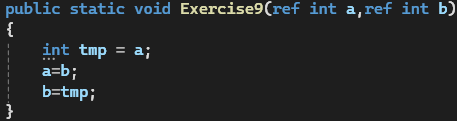 public static void Exercise9(ref int a,ref int b)
{
int tmp = a;
a=b;
b=tmp;
}